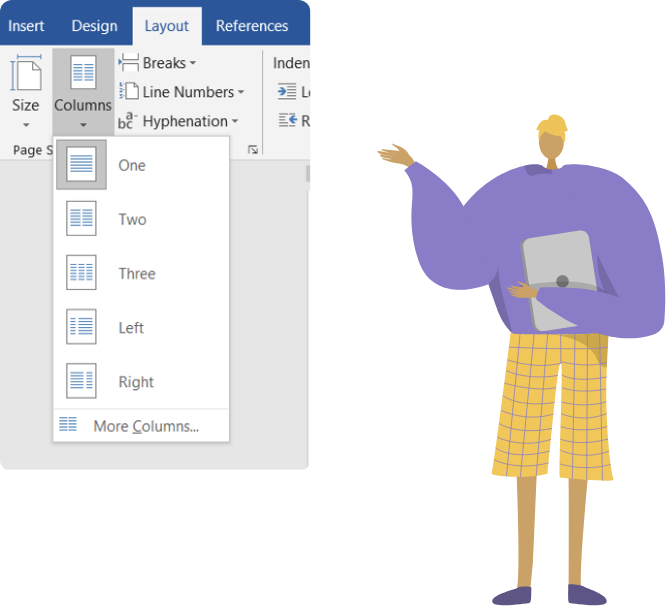 Insert Design Layout References
Breaks Inden
Size Columns Line Numbers L
Hyphenation R
Page S
One
Two
Three
Left
Right
More Columns...